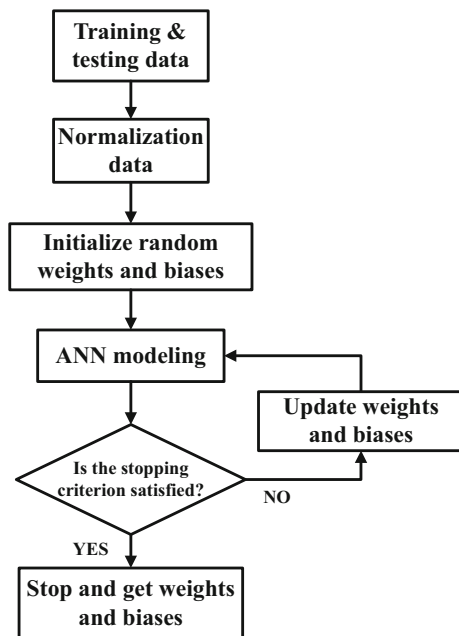 Training &
testing data
Normalization
data
Initialize random
weights and biases
ANN modeling
Update weights
and biases
Is the stopping
criterion satisfied?
NO
YES
Stop and get weights
and biases